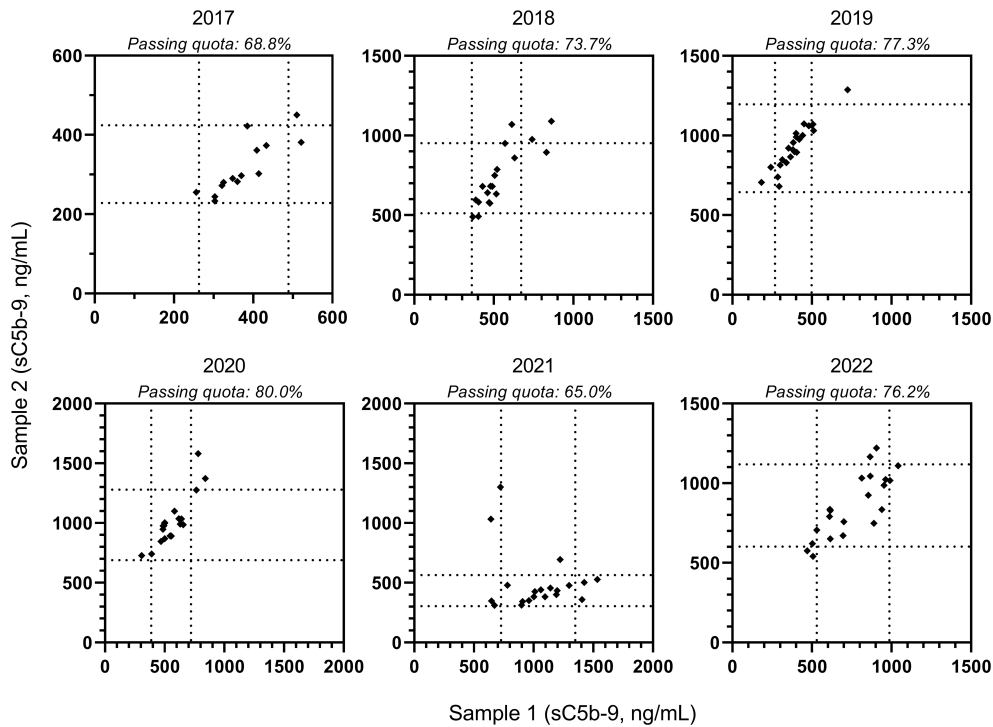 2017
Passing quota: 68.8%
600
400
200
0
0 200 400 600
2018
Passing quota: 73.7%
1500
1000
500
0
0 500 1000 1500
2019
Passing quota: 77.3%
1500
1000
500
0
0 500 1000 1500
Sample 2 (sC5b-9, ng/mL)
2020
Passing quota: 80.0%
2000
1500
1000
500
0
0 500 1000 1500 2000
2021
Passing quota: 65.0%
2000
1500
1000
500
0
0 500 1000 1500
2022
Passing quota: 76.2%
1500
1000
500
0
0 500 1000 1500
Sample 1 (sC5b-9, ng/mL)